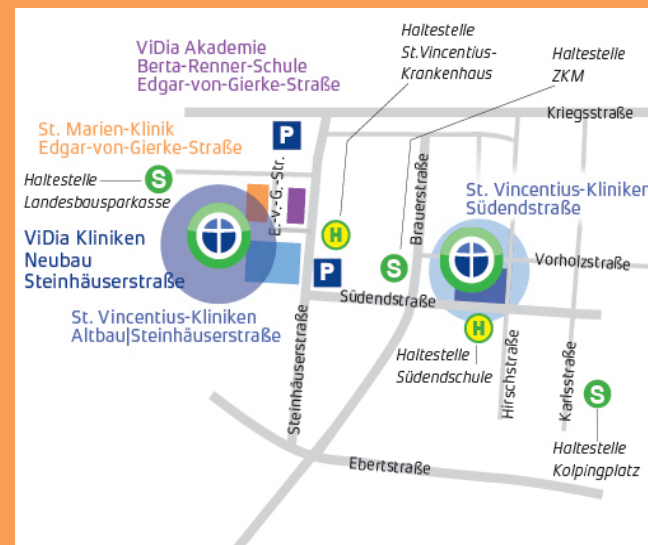 ViDia Akademie
Berta-Renner-Schule
Edgar-von-Gierke-Straße
Haltestelle
St.Vincentius-
Krankenhaus
Haltestelle
ZKM
Kriegsstraße
St. Marien-Klinik
Edgar-von-Gierke-Straße
P
E.-v.-G.-Str.
Haltestelle
Landesbausparkasse
S
Brauerstraße
St. Vincentius-Kliniken
Südendstraße
ViDia Kliniken
Neubau
Steinhäuserstraße
H
P
S
Vorholzstraße
Südendstraße
St. Vincentius-Kliniken
Altbau|Steinhäuserstraße
Steinhäuserstraße
H
Haltestelle
Südendschule
Hirschstraße
Karlsstraße
S
Haltestelle
Kolpingplatz
Ebertstraße